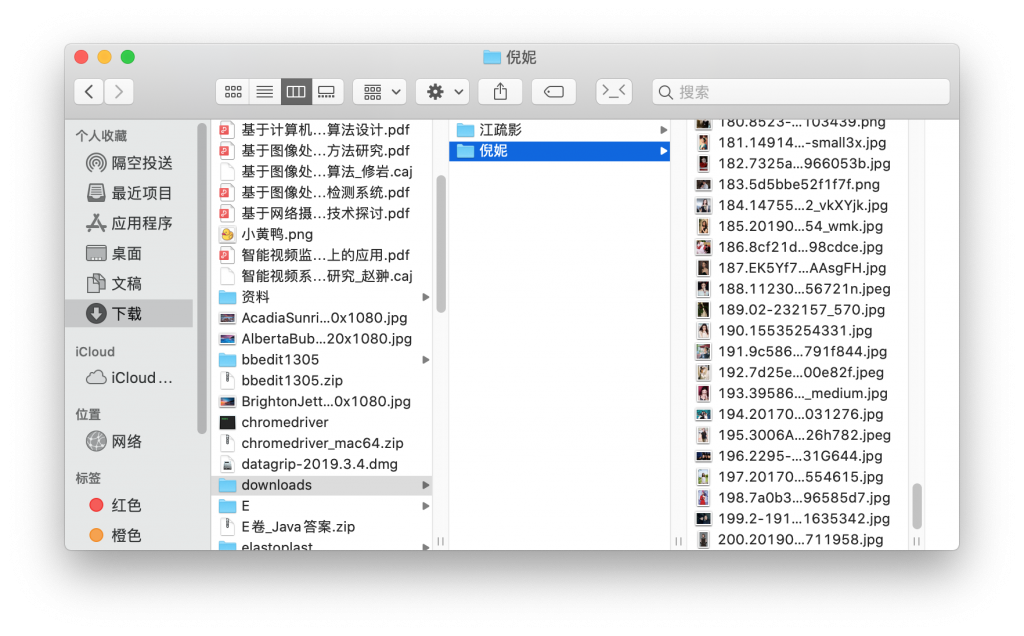 倪妮
搜索
个人收藏
隔空投送
最近项目
应用程序
桌面
文稿
下载
iCloud
iCloud...
位置
网络
标签
红色
橙色
基于计算机...算法设计.pdf
基于图像处...方法研究.pdf
基于图像处...算法_修岩.caj
基于图像处...检测系统.pdf
基于网络摄...技术探讨.pdf
小黄鸭.png
智能视频监...上的应用.pdf
智能视频系...研究_赵翀.caj
资料
AcadiaSunri...0x1080.jpg
AlbertaBub...20x1080.jpg
bbedit1305
bbedit1305.zip
BrightonJett...0x1080.jpg
chromedriver
chromedriver_mac64.zip
datagrip-2019.3.4.dmg
downloads
E
E卷_Java答案.zip
elastoplast
江疏影
倪妮
180.8523-...103439.png
181.14914...-small3x.jpg
182.7325a...966053b.jpg
183.5d5bbe52f1f7f.png
184.14755...2_vkXYjk.jpg
185.20190...54_wmk.jpg
186.8cf21d...98cdce.jpg
187.EK5Yf7...AAsgFH.jpg
188.11230...56721n.jpeg
189.02-232157_570.jpg
190.15535254331.jpg
191.9c586...791f844.jpg
192.7d25e...00e82f.jpeg
193.39586..._medium.jpg
194.20170...031276.jpg
195.3006A...26h782.jpeg
196.2295-...31G644.jpg
197.20170...554615.jpg
198.7a0b3...96585d7.jpg
199.2-191...1635342.jpg
200.20190...711958.jpg